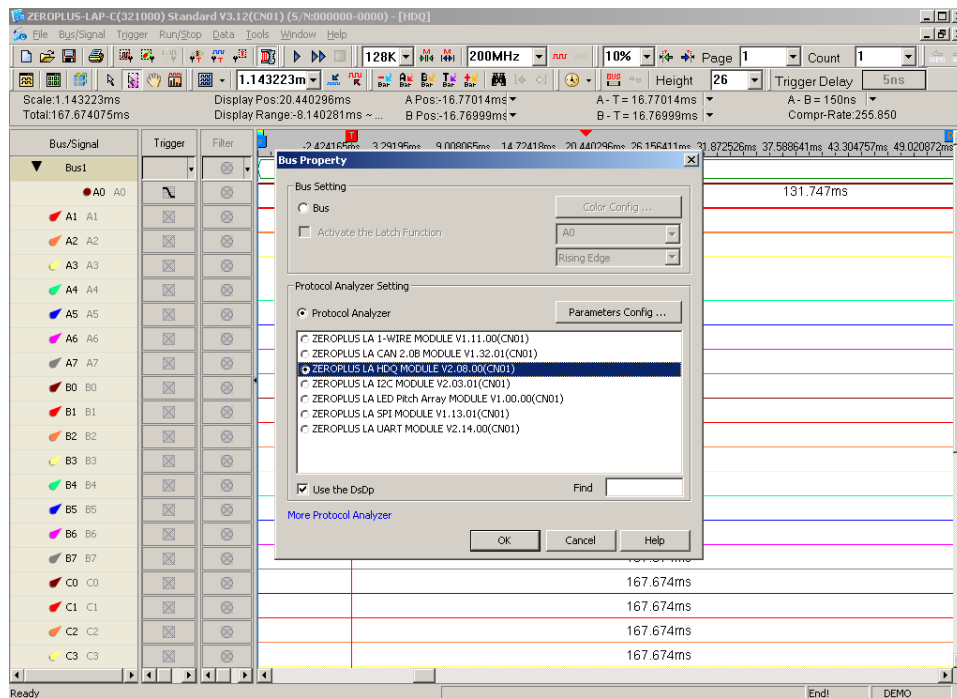 ZEROPLUS-LAP-C(321000) Standard V3.12(CN01) (S/N:000000-0000) - [HDQ]
File Bus/Signal Trigger Run/Stop Data Tools Window Help
128K 200MHz 10% Page 1 Count 1
1.143223m Bar Bar Bar Bar Bar BUS Height 26 Trigger Delay 5ns
Scale:1.143223ms Display Pos:20.440296ms A Pos:-16.77014ms A - T = 16.77014ms A - B = 150ns
Total:167.674075ms Display Range:-8.140281ms ~ ... B Pos:-16.76999ms B - T = 16.76999ms Compr-Rate:255.850
Bus/Signal Trigger Filter -2.424165ms 3.29195ms 9.008065ms 14.72418ms 20.440296ms 26.156411ms 31.872526ms 37.588641ms 43.304757ms 49.020872ms
Bus1
A0 A0 131.747ms
A1 A1
A2 A2
A3 A3
A4 A4
A5 A5
A6 A6
A7 A7
B0 B0
B1 B1
B2 B2
B3 B3
B4 B4
B5 B5
B6 B6
B7 B7
C0 C0 167.674ms
C1 C1 167.674ms
C2 C2 167.674ms
C3 C3 167.674ms
Bus Property
Bus Setting
Bus Color Config ...
Activate the Latch Function A0
Rising Edge
Protocol Analyzer Setting
Protocol Analyzer Parameters Config ...
ZEROPLUS LA 1-WIRE MODULE V1.11.00(CN01)
ZEROPLUS LA CAN 2.0B MODULE V1.32.01(CN01)
ZEROPLUS LA HDQ MODULE V2.08.00(CN01)
ZEROPLUS LA I2C MODULE V2.03.01(CN01)
ZEROPLUS LA LED Pitch Array MODULE V1.00.00(CN01)
ZEROPLUS LA SPI MODULE V1.13.01(CN01)
ZEROPLUS LA UART MODULE V2.14.00(CN01)
Use the DsDp Find
More Protocol Analyzer
OK Cancel Help
Ready End! DEMO